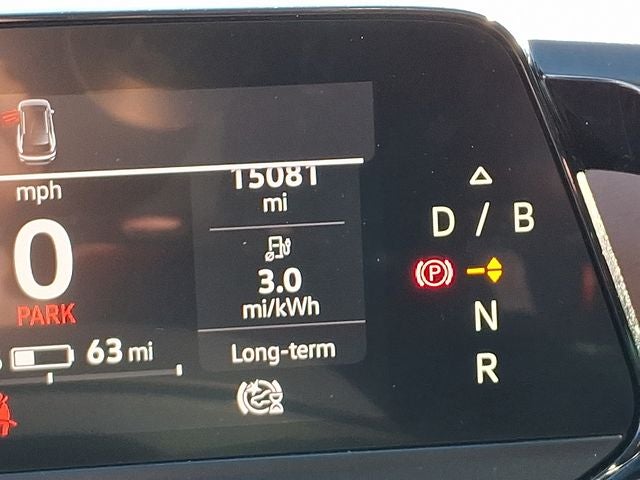 mph
0
PARK
63 mi
15081
mi
3.0
mi/kWh
Long-term
D / B
P
N
R